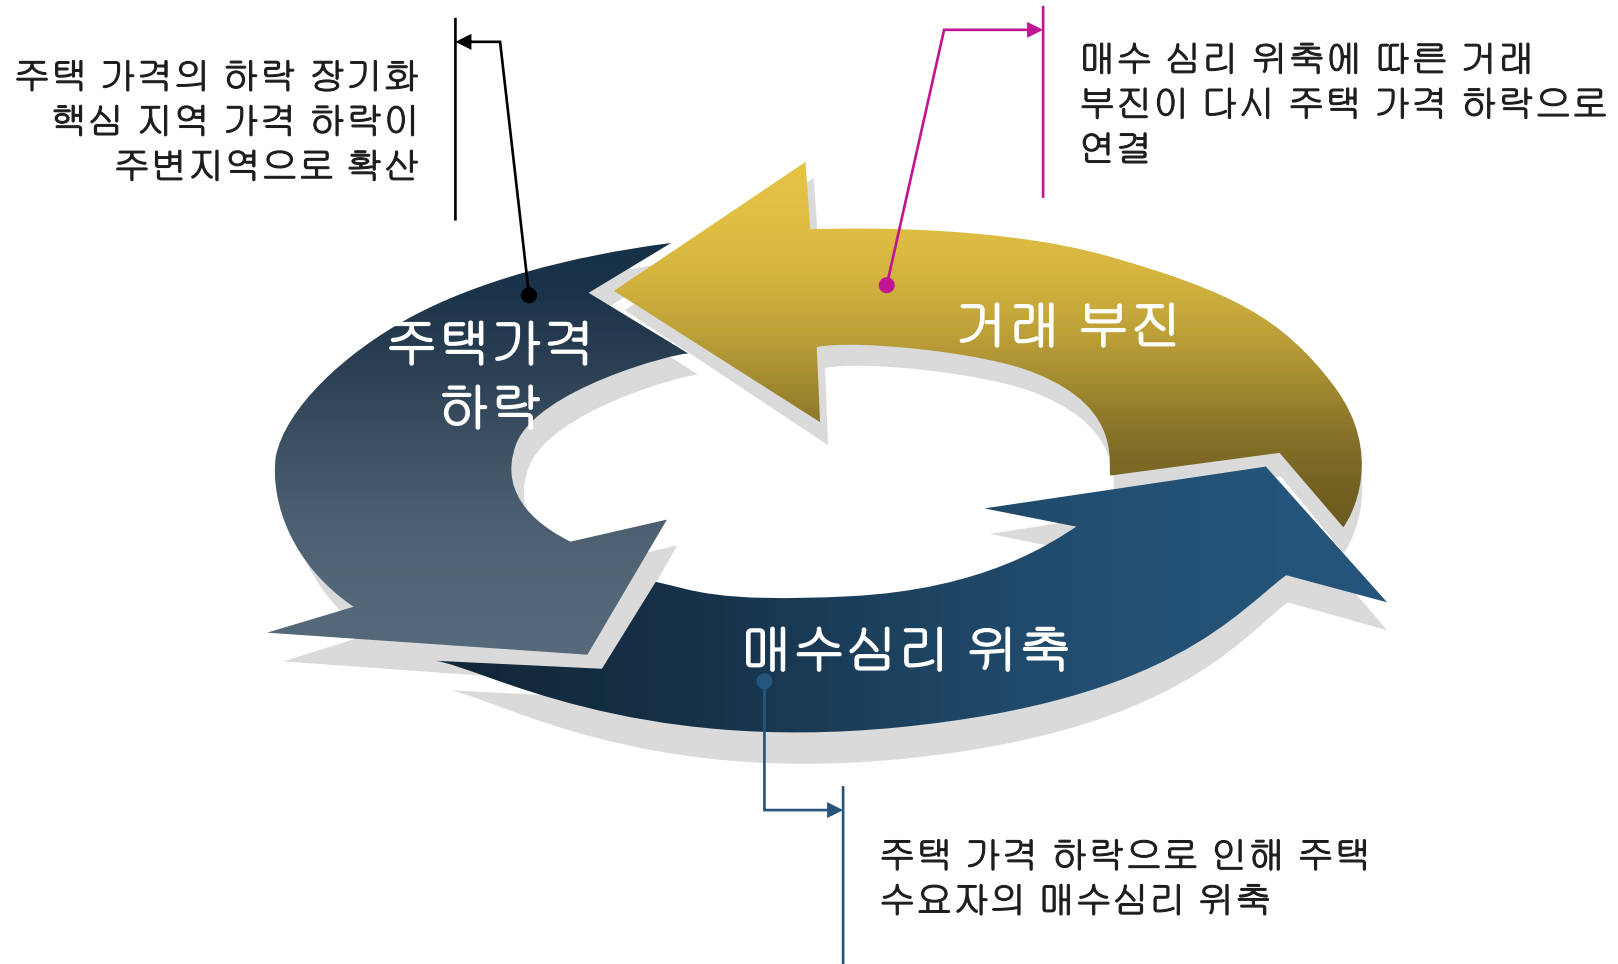 주택 가격의 하락 장기화
핵심 지역 가격 하락이
주변지역으로 확산
매수 심리 위축에 따른 거래
부진이 다시 주택 가격 하락으로
연결
주택가격
하락
거래 부진
매수심리 위축
주택 가격 하락으로 인해 주택
수요자의 매수심리 위축